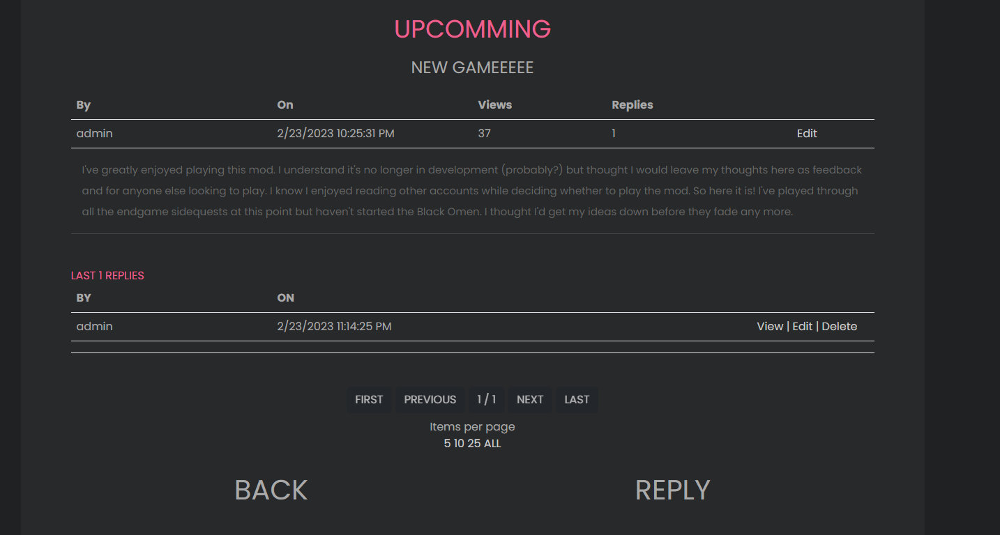 UPCOMMING
NEW GAMEEEEE
By On Views Replies
admin 2/23/2023 10:25:31 PM 37 1 Edit
I've greatly enjoyed playing this mod. I understand it's no longer in development (probably?) but thought I would leave my thoughts here as feedback
and for anyone else looking to play. I know I enjoyed reading other accounts while deciding whether to play the mod. So here it is! I've played through
all the endgame sidequests at this point but haven't started the Black Omen. I thought I'd get my ideas down before they fade any more.
LAST 1 REPLIES
BY ON
admin 2/23/2023 11:14:25 PM View | Edit | Delete
FIRST PREVIOUS 1 / 1 NEXT LAST
Items per page
5 10 25 ALL
BACK REPLY